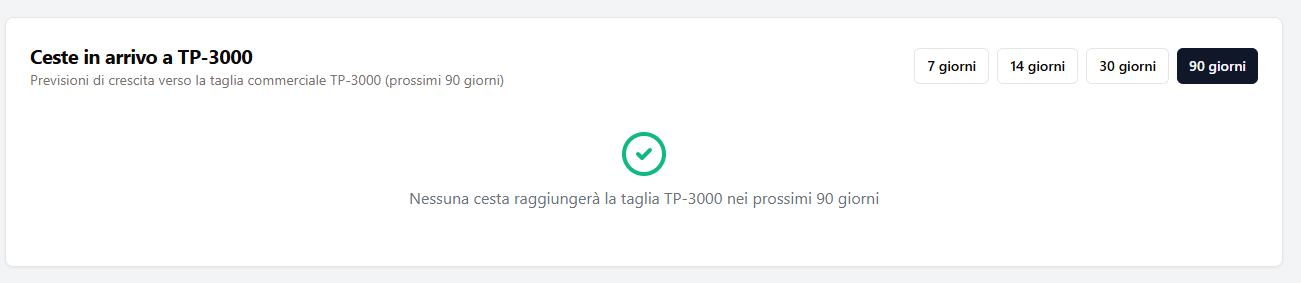 Ceste in arrivo a TP-3000
Previsioni di crescita verso la taglia commerciale TP-3000 (prossimi 90 giorni)
7 giorni
14 giorni
30 giorni
90 giorni
Nessuna cesta raggiungerà la taglia TP-3000 nei prossimi 90 giorni